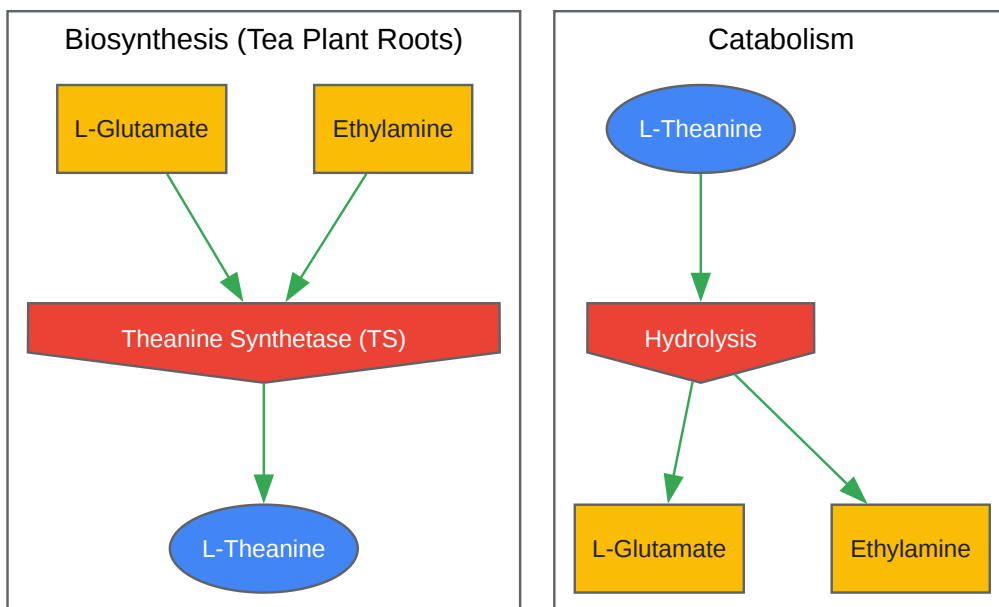 Biosynthesis (Tea Plant Roots)
L-Glutamate
Ethylamine
Theanine Synthetase (TS)
L-Theanine
Catabolism
L-Theanine
Hydrolysis
L-Glutamate
Ethylamine